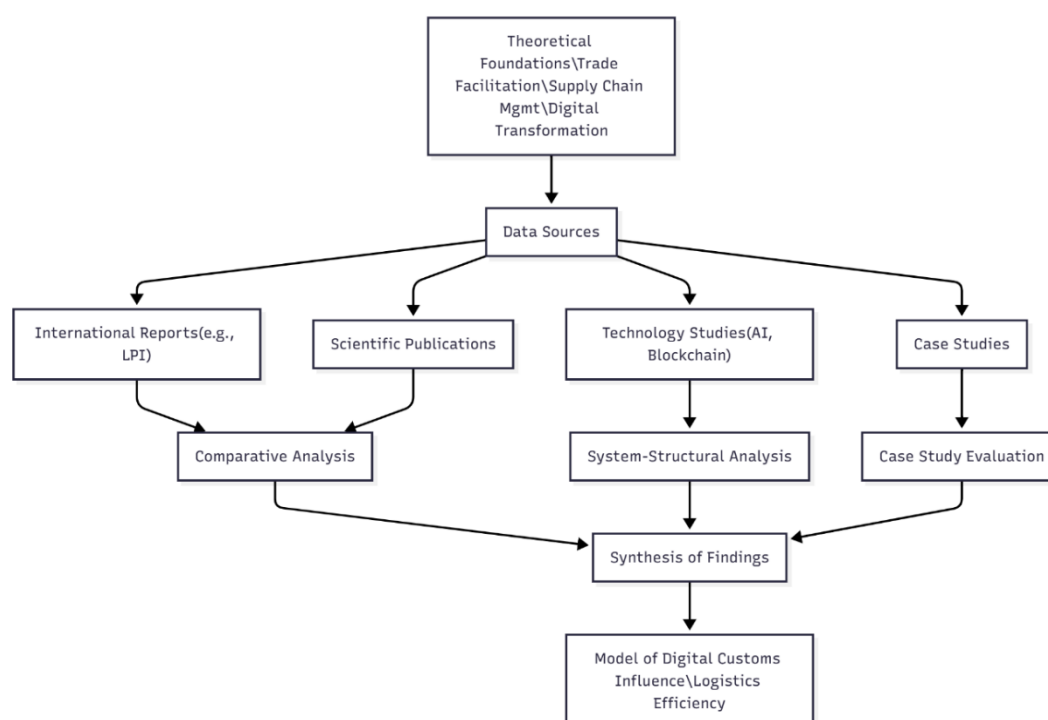 Theoretical
Foundations\Trade
Facilitation\Supply Chain
Mgmt\Digital
Transformation
Data Sources
International Reports(e.g.,
LPI)
Scientific Publications
Technology Studies(AI,
Blockchain)
Case Studies
Comparative Analysis
System-Structural Analysis
Case Study Evaluation
Synthesis of Findings
Model of Digital Customs
Influence\Logistics
Efficiency